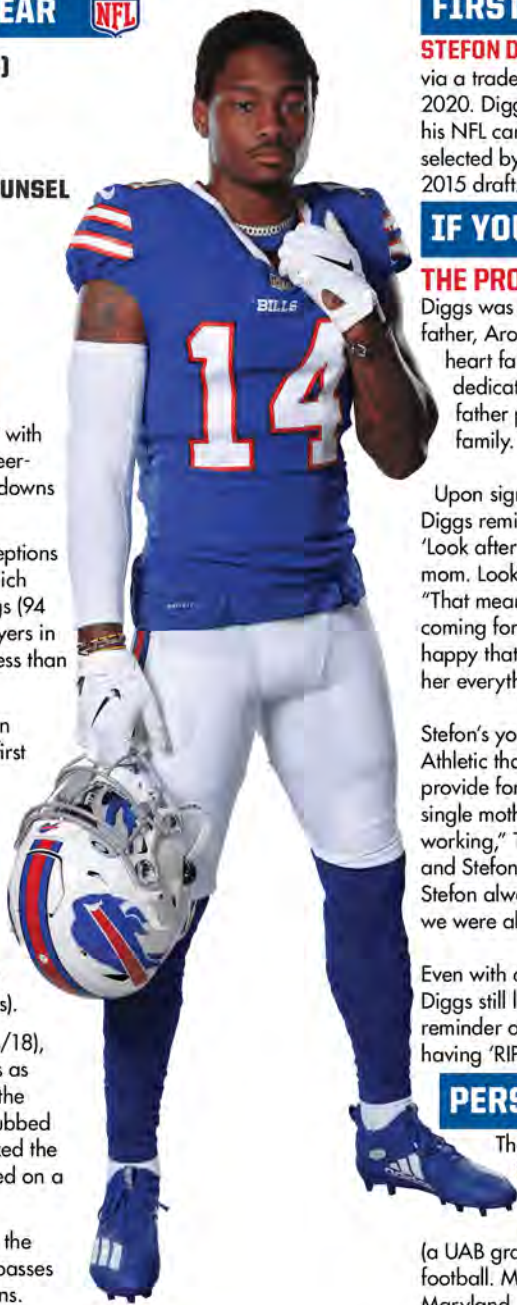 EAR
NFL
)
UNSEL
with
eer-
downs
eptions
ich
gs (94
yers in
ess than
n
irst
s).
/18),
s as
the
ubbed
ed the
ed on a
the
passes
ns.
BILLS
14
FIRST
STEFON D
via a trade
2020. Digg
his NFL car
selected by
2015 draft
IF YOU
THE PRO
Diggs was
father, Aro
heart fa
dedicat
father p
family.
Upon sign
Diggs remi
'Look after
mom. Look
"That mean
coming for
happy that
her everyth
Stefon's yo
Athletic tha
provide for
single moth
working," T
and Stefon
Stefon alwa
we were al
Even with a
Diggs still l
reminder o
having 'RIP
PERS
Th
(a UAB gra
football. M
Maryland